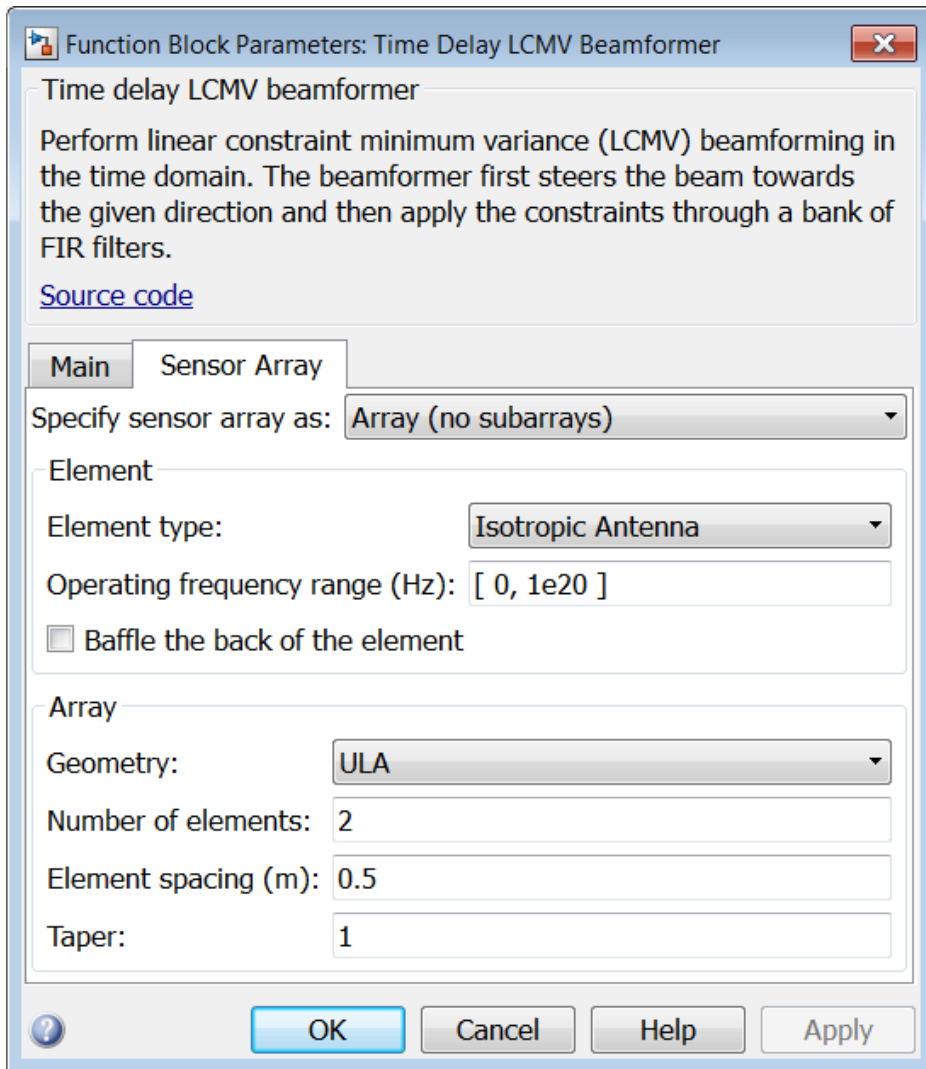 Function Block Parameters: Time Delay LCMV Beamformer
Time delay LCMV beamformer
Perform linear constraint minimum variance (LCMV) beamforming in
the time domain. The beamformer first steers the beam towards
the given direction and then apply the constraints through a bank of
FIR filters.
Source code
Main Sensor Array
Specify sensor array as: Array (no subarrays)
Element
Element type: Isotropic Antenna
Operating frequency range (Hz): [ 0, 1e20 ]
Baffle the back of the element
Array
Geometry: ULA
Number of elements: 2
Element spacing (m): 0.5
Taper: 1
? OK Cancel Help Apply